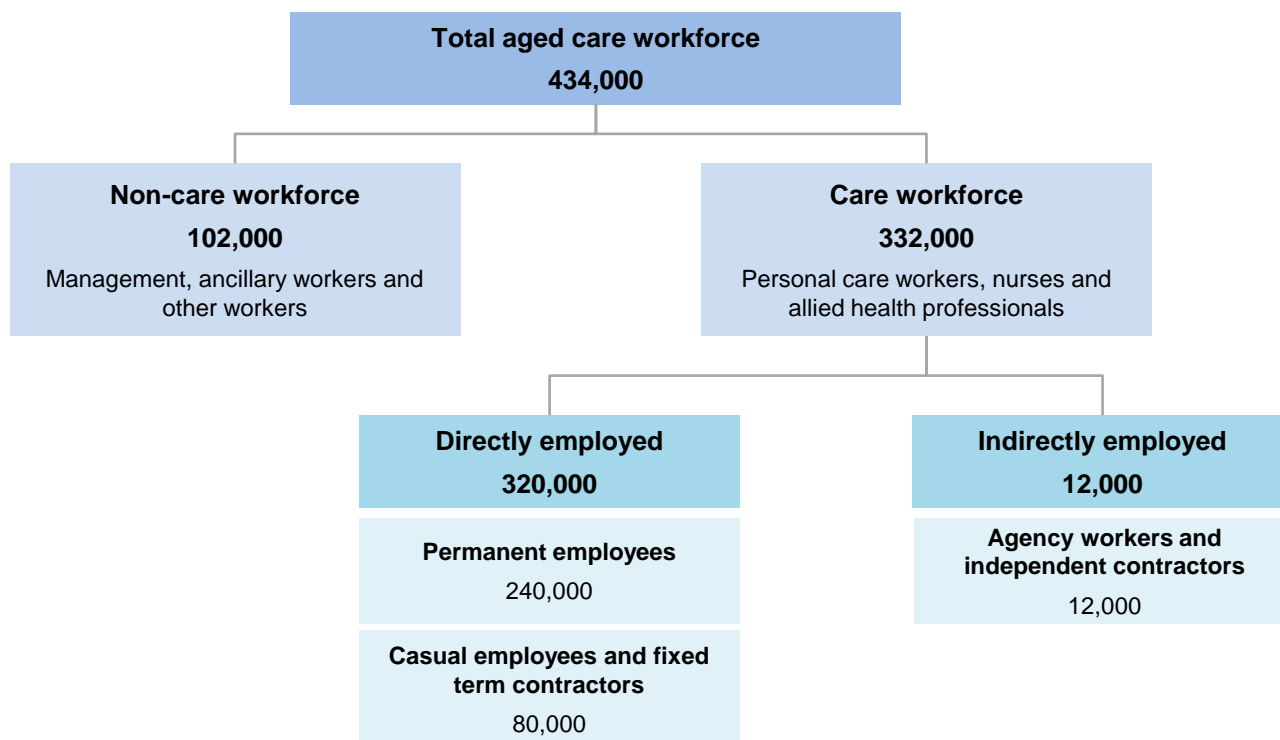 Total aged care workforce
434,000
Non-care workforce
102,000
Management, ancillary workers and
other workers
Care workforce
332,000
Personal care workers, nurses and
allied health professionals
Directly employed
320,000
Permanent employees
240,000
Casual employees and fixed
term contractors
80,000
Indirectly employed
12,000
Agency workers and
independent contractors
12,000